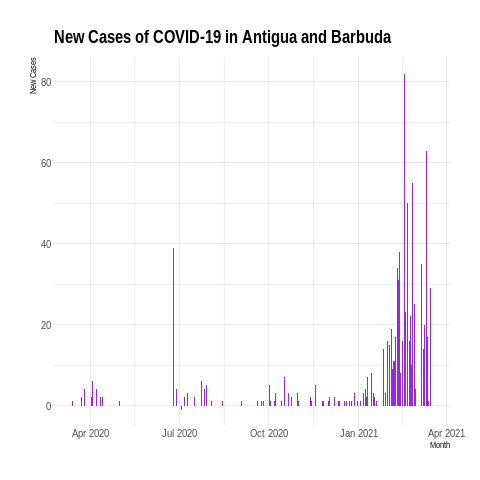 New Cases of COVID-19 in Antigua and Barbuda
New Cases
80
60
40
20
0
Apr 2020 Jul 2020 Oct 2020 Jan 2021 Apr 2021
Month